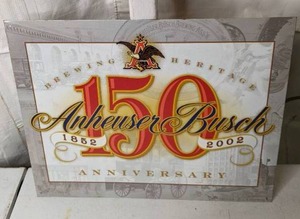 BREWING HERITAGE
150
Anheuser Busch
1852 2002
ANNIVERSARY